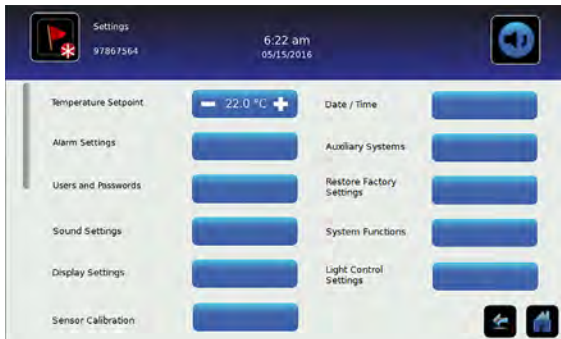 Settings
97867564
6:22 am
05/15/2016
Temperature Setpoint
22.0 °C
Date / Time
Alarm Settings
Auxiliary Systems
Users and Passwords
Restore Factory
Settings
Sound Settings
System Functions
Display Settings
Light Control
Settings
Sensor Calibration